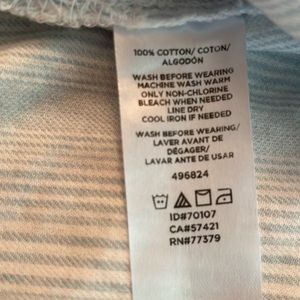 100% COTTON/ COTON/
ALGODÓN
WASH BEFORE WEARING
MACHINE WASH WARM
ONLY NON-CHLORINE
BLEACH WHEN NEEDED
LINE DRY
COOL IRON IF NEEDED
WASH BEFORE WEARING/
LAVER AVANT DE
DÉGAGER/
LAVAR ANTE DE USAR
496824
ID#70107
CA#57421
RN#77379